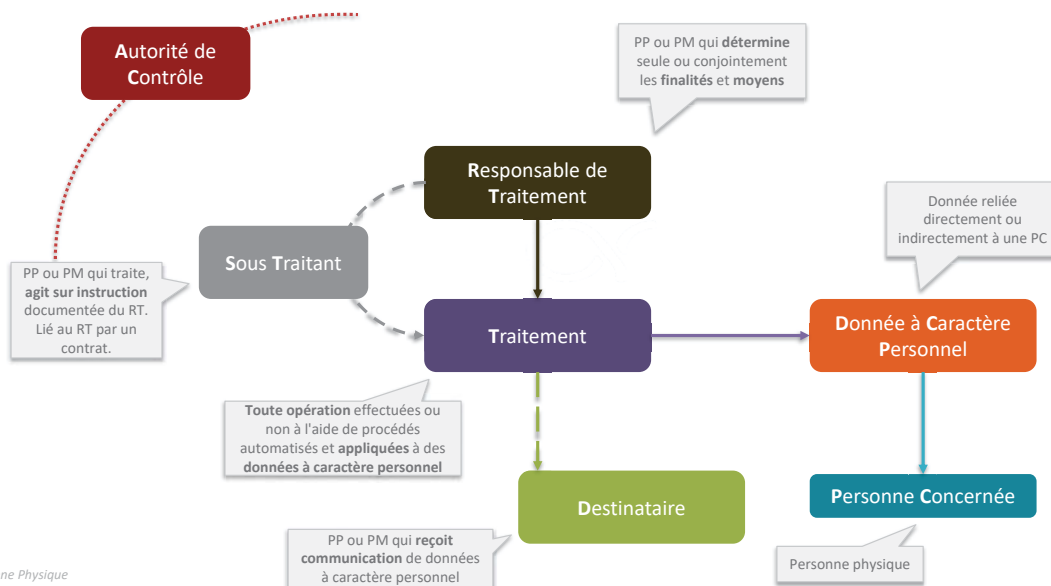 Autorité de
Contrôle
PP ou PM qui détermine
seule ou conjointement
les finalités et moyens
Responsable de
Traitement
Donnée reliée
directement ou
indirectement à une PC
Sous Traitant
PP ou PM qui traite,
agit sur instruction
documentée du RT.
Lié au RT par un
contrat.
Traitement
Donnée à Caractère
Personnel
Toute opération effectuées ou
non à l'aide de procédés
automatisés et appliquées à des
données à caractère personnel
Destinataire
Personne Concernée
PP ou PM qui reçoit
communication de données
à caractère personnel
Personne physique
ne Physique